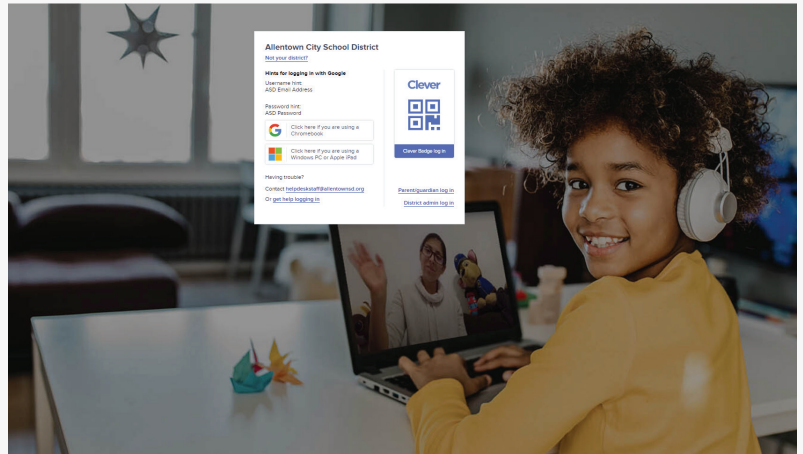 Allentown City School District
Not your district?
Hints for logging in with Google
Username hint:
ASD Email Address
Password hint:
ASD Password
Click here if you are using a
Chromebook
Click here if you are using a
Windows PC or Apple iPad
Having trouble?
Contact helpdeskstaff@allentownsd.org
Or get help logging in
Clever
Clever Badge log in
Parent/guardian log in
District admin log in